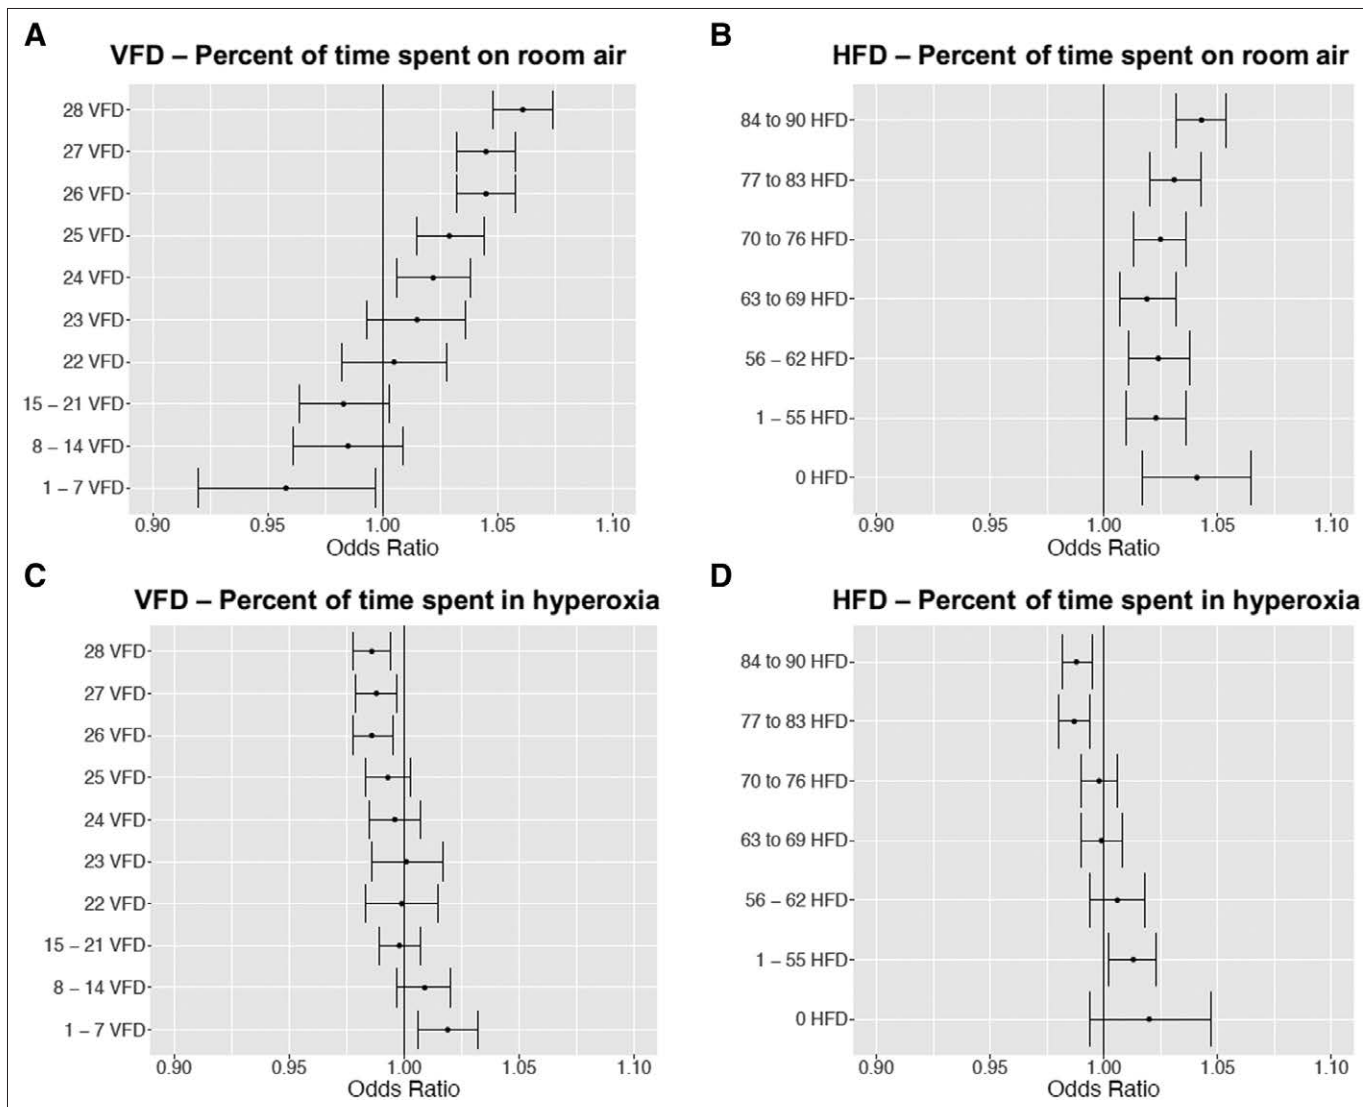 A
VFD – Percent of time spent on room air
28 VFD
27 VFD
26 VFD
25 VFD
24 VFD
23 VFD
22 VFD
15 – 21 VFD
8 – 14 VFD
1 – 7 VFD
0.90 0.95 1.00 1.05 1.10
Odds Ratio
B
HFD – Percent of time spent on room air
84 to 90 HFD
77 to 83 HFD
70 to 76 HFD
63 to 69 HFD
56 – 62 HFD
1 – 55 HFD
0 HFD
0.90 0.95 1.00 1.05 1.10
Odds Ratio
C
VFD – Percent of time spent in hyperoxia
28 VFD
27 VFD
26 VFD
25 VFD
24 VFD
23 VFD
22 VFD
15 – 21 VFD
8 – 14 VFD
1 – 7 VFD
0.90 0.95 1.00 1.05 1.10
Odds Ratio
D
HFD – Percent of time spent in hyperoxia
84 to 90 HFD
77 to 83 HFD
70 to 76 HFD
63 to 69 HFD
56 – 62 HFD
1 – 55 HFD
0 HFD
0.90 0.95 1.00 1.05 1.10
Odds Ratio